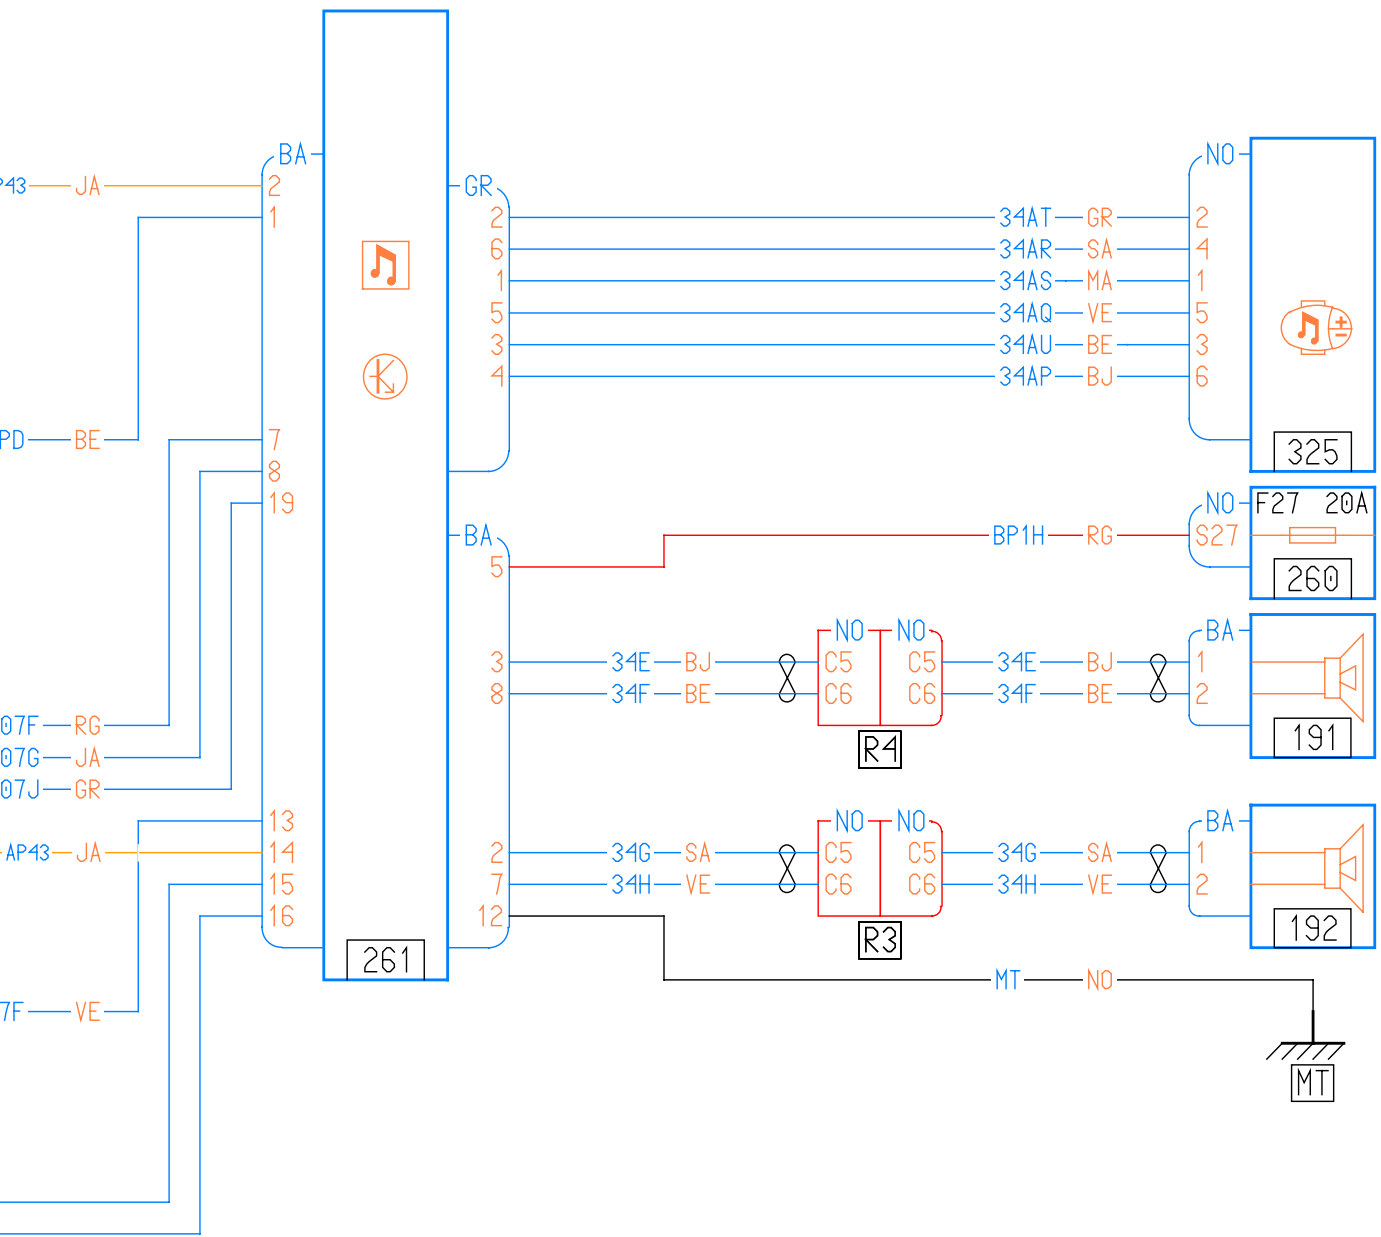 BA NO
P43 JA 2 GR
1 2 34AT GR 2
6 34AR SA 4
1 34AS MA 1
5 34AQ VE 5
3 34AU BE 3
4 34AP BJ 6
PD BE 7 325
8
19 NO F27 20A
BA BP1H RG S27
5 260
NO NO BA
3 34E BJ C5 C5 34E BJ 1
8 34F BE C6 C6 34F BE 2
07F RG 191
07G JA R4
07J GR
13 NO NO BA
AP43 JA 14 2 34G SA C5 C5 34G SA 1
15 7 34H VE C6 C6 34H VE 2
16 12 192
261 R3
MT NO
7F VE
MT